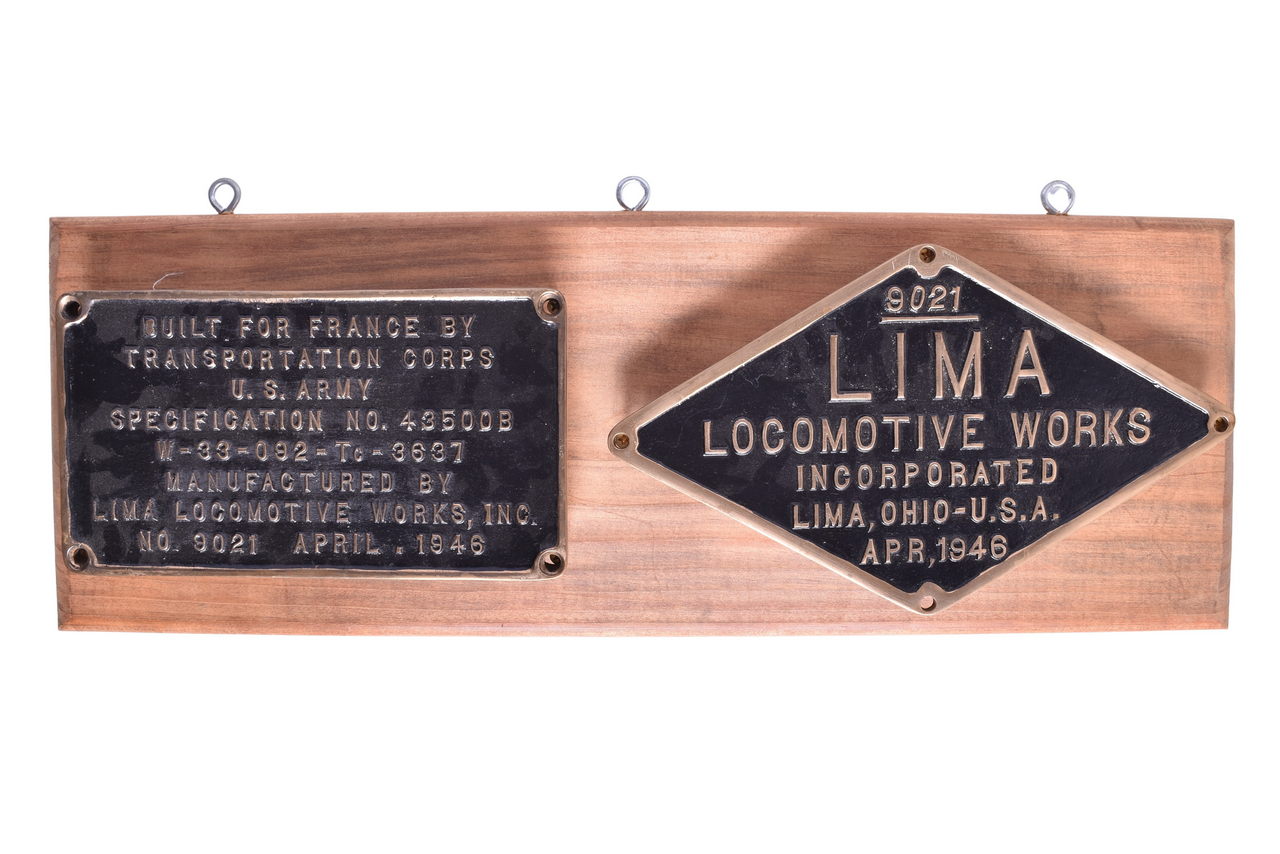 BUILT FOR FRANCE BY
TRANSPORTATION CORPS
U.S. ARMY
SPECIFICATION NO. 43500B
W-33-092-Tc-3637
MANUFACTURED BY
LIMA LOCOMOTIVE WORKS, INC.
NO. 9021 APRIL. 1946
9021
LIMA
LOCOMOTIVE WORKS
INCORPORATED
LIMA, OHIO-U.S.A.
APR, 1946